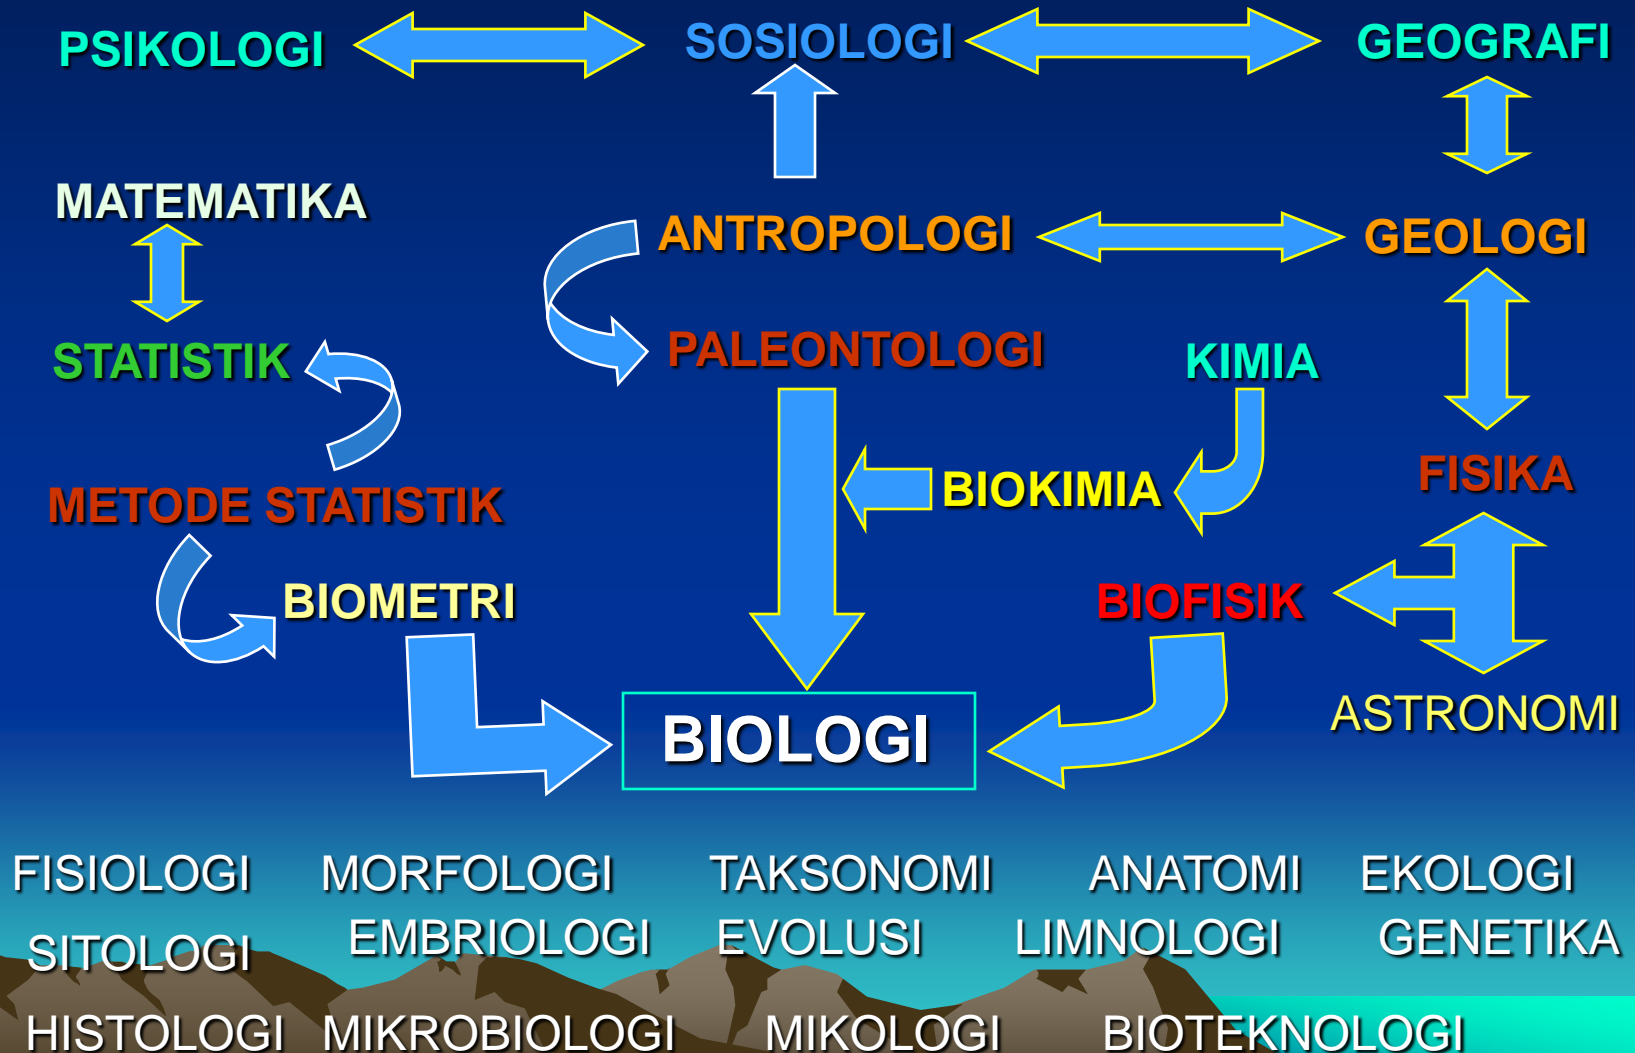 PSIKOLOGI SOSIOLOGI GEOGRAFI
MATEMATIKA
ANTROPOLOGI GEOLOGI
STATISTIK PALEONTOLOGI KIMIA
METODE STATISTIK BIOKIMIA FISIKA
BIOMETRI BIOFISIK
BIOLOGI ASTRONOMI
FISIOLOGI MORFOLOGI TAKSONOMI ANATOMI EKOLOGI
SITOLOGI EMBRIOLOGI EVOLUSI LIMNOLOGI GENETIKA
HISTOLOGI MIKROBIOLOGI MIKOLOGI BIOTEKNOLOGI